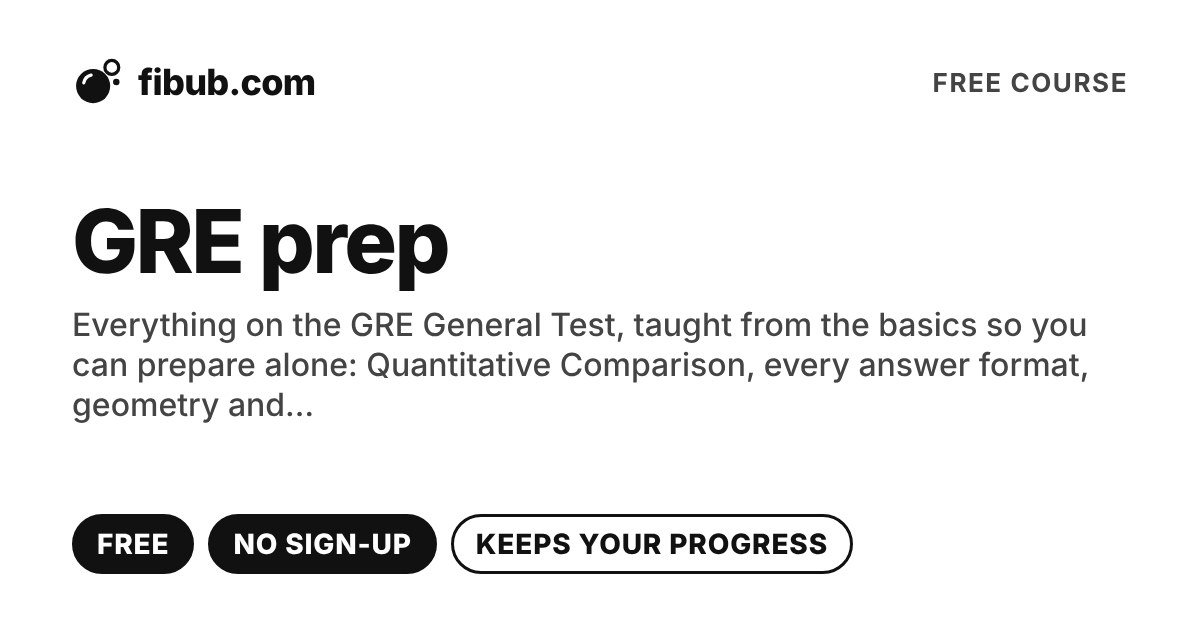 fibub.com
FREE COURSE
GRE prep
Everything on the GRE General Test, taught from the basics so you
can prepare alone: Quantitative Comparison, every answer format,
geometry and...
FREE
NO SIGN-UP
KEEPS YOUR PROGRESS